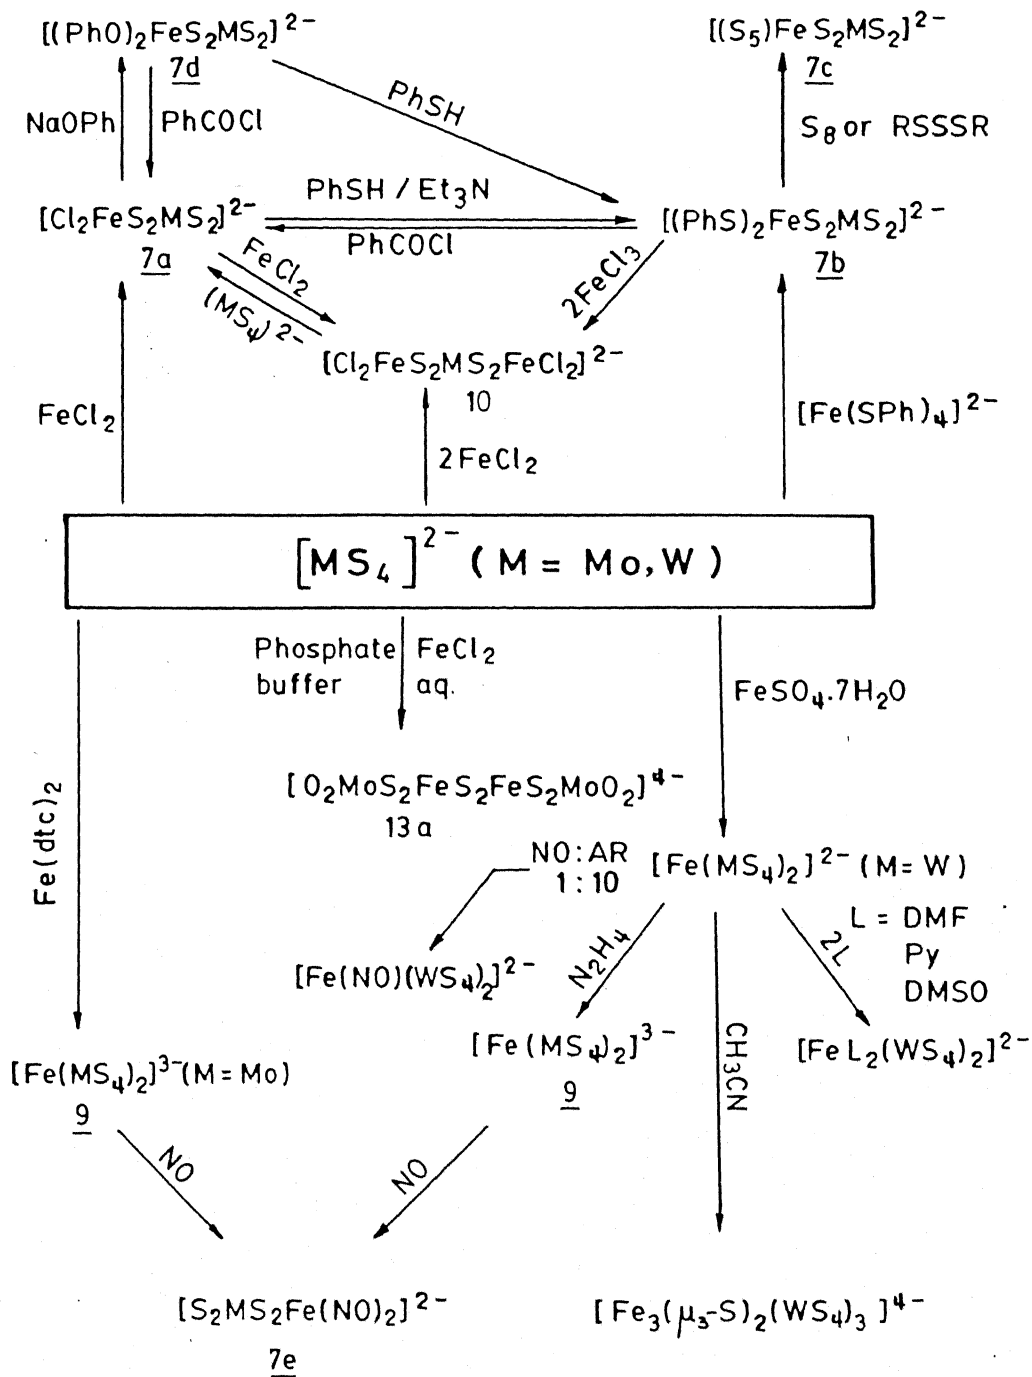 [(PhO)₂FeS₂MS₂]²⁻
7d
[(S₅)FeS₂MS₂]²⁻
7c
NaOPh
PhCOCl
PhSH
S₈ or RSSSR
[Cl₂FeS₂MS₂]²⁻
7a
PhSH / Et₃N
PhCOCl
[(PhS)₂FeS₂MS₂]²⁻
7b
FeCl₂
(MS₄)²⁻
2FeCl₃
[Cl₂FeS₂MS₂FeCl₂]²⁻
10
FeCl₂
2FeCl₂
[Fe(SPh)₄]²⁻
[MS₄]²⁻ (M = Mo,W)
Phosphate
buffer
FeCl₂
aq.
FeSO₄.7H₂O
Fe(dtc)₂
[O₂MoS₂FeS₂FeS₂MoO₂]⁴⁻
13a
NO:AR
1:10
[Fe(MS₄)₂]²⁻ (M=W)
L = DMF
Py
DMSO
2L
N₂H₄
CH₃CN
[Fe(NO)(WS₄)₂]²⁻
[Fe(MS₄)₂]³⁻
9
[FeL₂(WS₄)₂]²⁻
[Fe(MS₄)₂]³⁻(M=Mo)
9
NO
NO
[S₂MS₂Fe(NO)₂]²⁻
7e
[Fe₃(μ₃-S)₂(WS₄)₃]⁴⁻